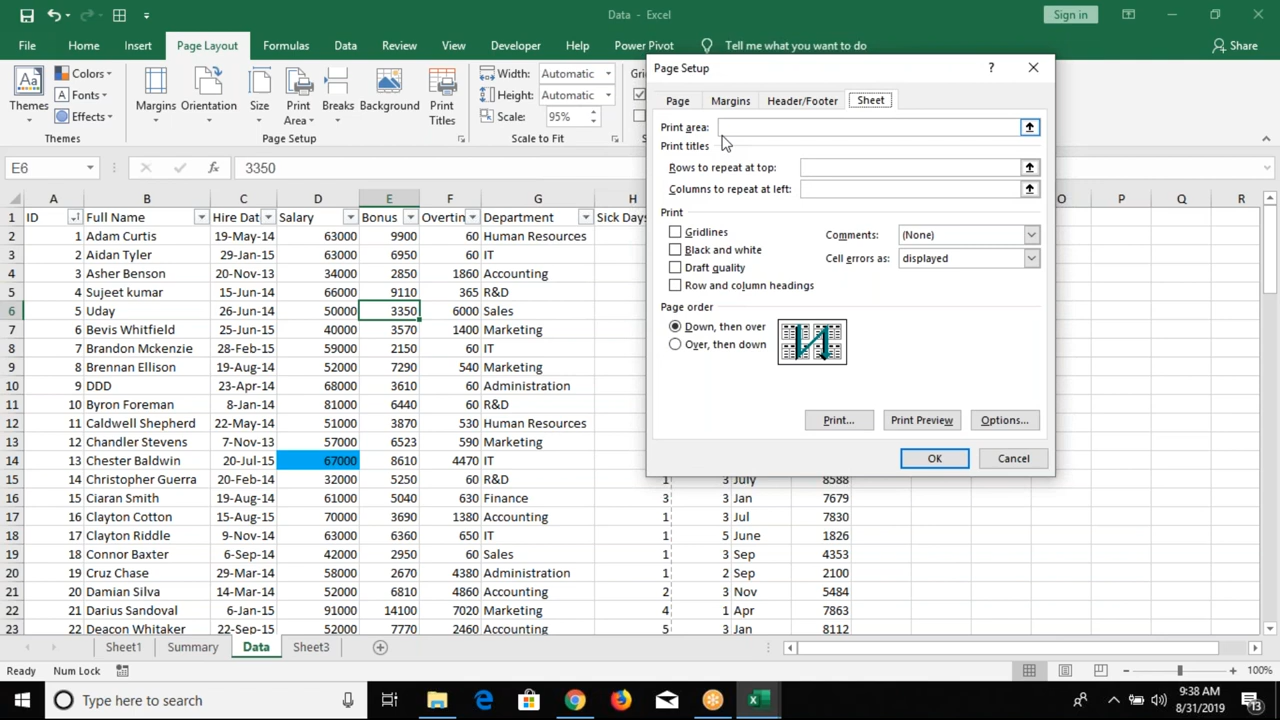 Data - Excel
Sign in
File Home Insert Page Layout Formulas Data Review View Developer Help Power Pivot Tell me what you want to do Share
Themes Colors Fonts Effects Margins Orientation Size Print Area Breaks Background Print Titles Width: Automatic Height: Automatic Scale: 95%
Themes Page Setup Scale to Fit
E6 fx 3350
A B C D E F G H O P Q R
1 ID Full Name Hire Dat Salary Bonus Overtin Department Sick Days
2 1 Adam Curtis 19-May-14 63000 9900 60 Human Resources
3 2 Aidan Tyler 29-Jan-15 63000 6950 60 IT
4 3 Asher Benson 20-Nov-13 34000 2850 1860 Accounting
5 4 Sujeet kumar 15-Jun-14 66000 9110 365 R&D
6 5 Uday 26-Jun-14 50000 3350 6000 Sales
7 6 Bevis Whitfield 25-Jun-15 40000 3570 1400 Marketing
8 7 Brandon Mckenzie 28-Feb-15 59000 2150 60 IT
9 8 Brennan Ellison 19-Aug-14 52000 7290 540 Marketing
10 9 DDD 23-Apr-14 68000 3610 60 Administration
11 10 Byron Foreman 8-Jan-14 81000 6440 60 R&D
12 11 Caldwell Shepherd 22-May-14 51000 3870 530 Human Resources
13 12 Chandler Stevens 7-Nov-13 57000 6523 590 Marketing
14 13 Chester Baldwin 20-Jul-15 67000 8610 4470 IT
15 14 Christopher Guerra 20-Feb-14 32000 5250 60 R&D 1 3 July 8588
16 15 Ciaran Smith 19-Aug-14 61000 5040 630 Finance 3 3 Jan 7679
17 16 Clayton Cotton 15-Aug-15 70000 3690 1380 Accounting 1 3 Jul 7830
18 17 Clayton Riddle 9-Nov-14 63000 6360 650 IT 1 5 June 1826
19 18 Connor Baxter 6-Sep-14 42000 2950 60 Sales 1 3 Sep 4353
20 19 Cruz Chase 29-Mar-14 58000 2670 4380 Administration 1 2 Sep 2100
21 20 Damian Silva 14-Mar-14 52000 6810 4860 Accounting 2 3 Nov 5484
22 21 Darius Sandoval 6-Jan-15 91000 14100 7020 Marketing 4 1 Apr 7863
23 22 Deacon Whitaker 22-Sep-15 53000 7770 2460 Accounting 5 3 Jan 8112
Page Setup ?
Page Margins Header/Footer Sheet
Print area:
Print titles
Rows to repeat at top:
Columns to repeat at left:
Print
Gridlines Comments: (None)
Black and white
Cell errors as: displayed
Draft quality
Row and column headings
Page order
Down, then over
Over, then down
Print... Print Preview Options...
OK Cancel
Sheet1 Summary Data Sheet3
Ready Num Lock 100%
Type here to search
9:38 AM
8/31/2019
13